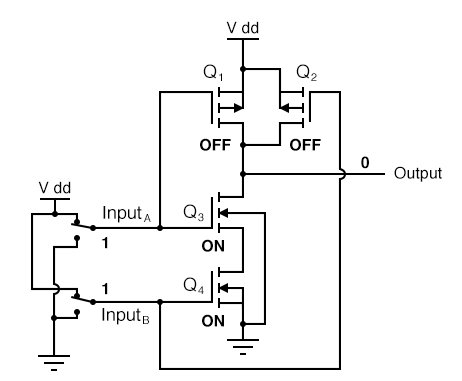 V dd
Q1 Q2
OFF OFF
0
Output
V dd
InputA
Q3
1
ON
1
Q4
InputB
ON